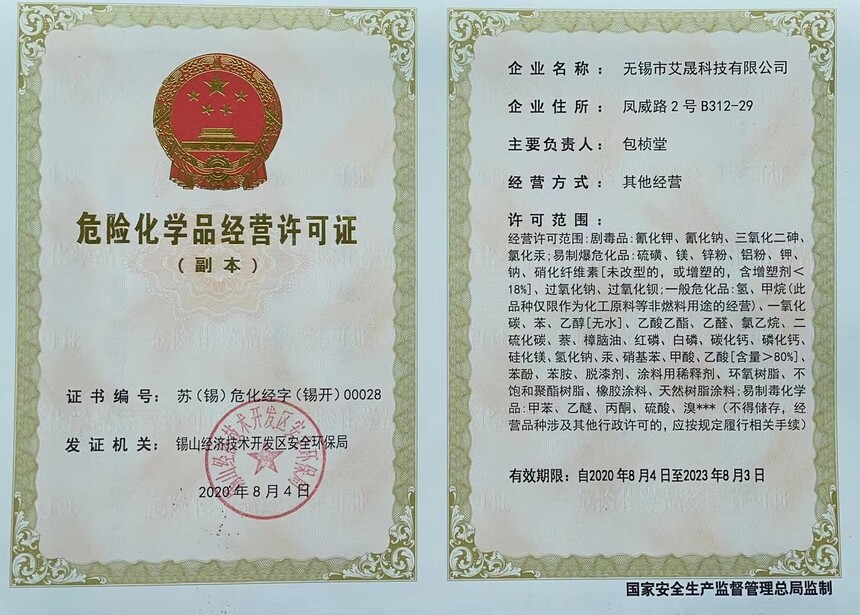 危险化学品经营许可证
（副本）
证书编号： 苏（锡）危化经字（锡开）00028
发证机关： 锡山经济技术开发区安全环保局
2020年8月4日
企业名称： 无锡市艾晟科技有限公司
企业住所： 凤威路2号B312-29
主要负责人： 包桢堂
经营方式： 其他经营
许可范围：
经营许可范围:剧毒品:氰化钾、氰化钠、三氧化二砷、
氯化汞;易制爆危化品:硫磺、镁、锌粉、铝粉、钾、
钠、硝化纤维素[未改型的，或增塑的，含增塑剂<
18%]、过氧化钠、过氧化钡;一般危化品:氢、甲烷(此
品种仅限作为化工原料等非燃料用途的经营)、一氧化
碳、苯、乙醇[无水]、乙酸乙酯、乙醛、氯乙烷、二
硫化碳、萘、樟脑油、红磷、白磷、碳化钙、磷化钙、
硅化镁、氢化钠、汞、硝基苯、甲酸、乙酸[含量>80%]、
苯酚、苯胺、脱漆剂、涂料用稀释剂、环氧树脂、不
饱和聚酯树脂、橡胶涂料、天然树脂涂料;易制毒化学
品:甲苯、乙醚、丙酮、硫酸、溴***（不得储存，经
营品种涉及其他行政许可的，应按规定履行相关手续）
有效期限：自2020年8月4日至2023年8月3日
国家安全生产监督管理总局监制
锡山经济技术开发区安全环保局